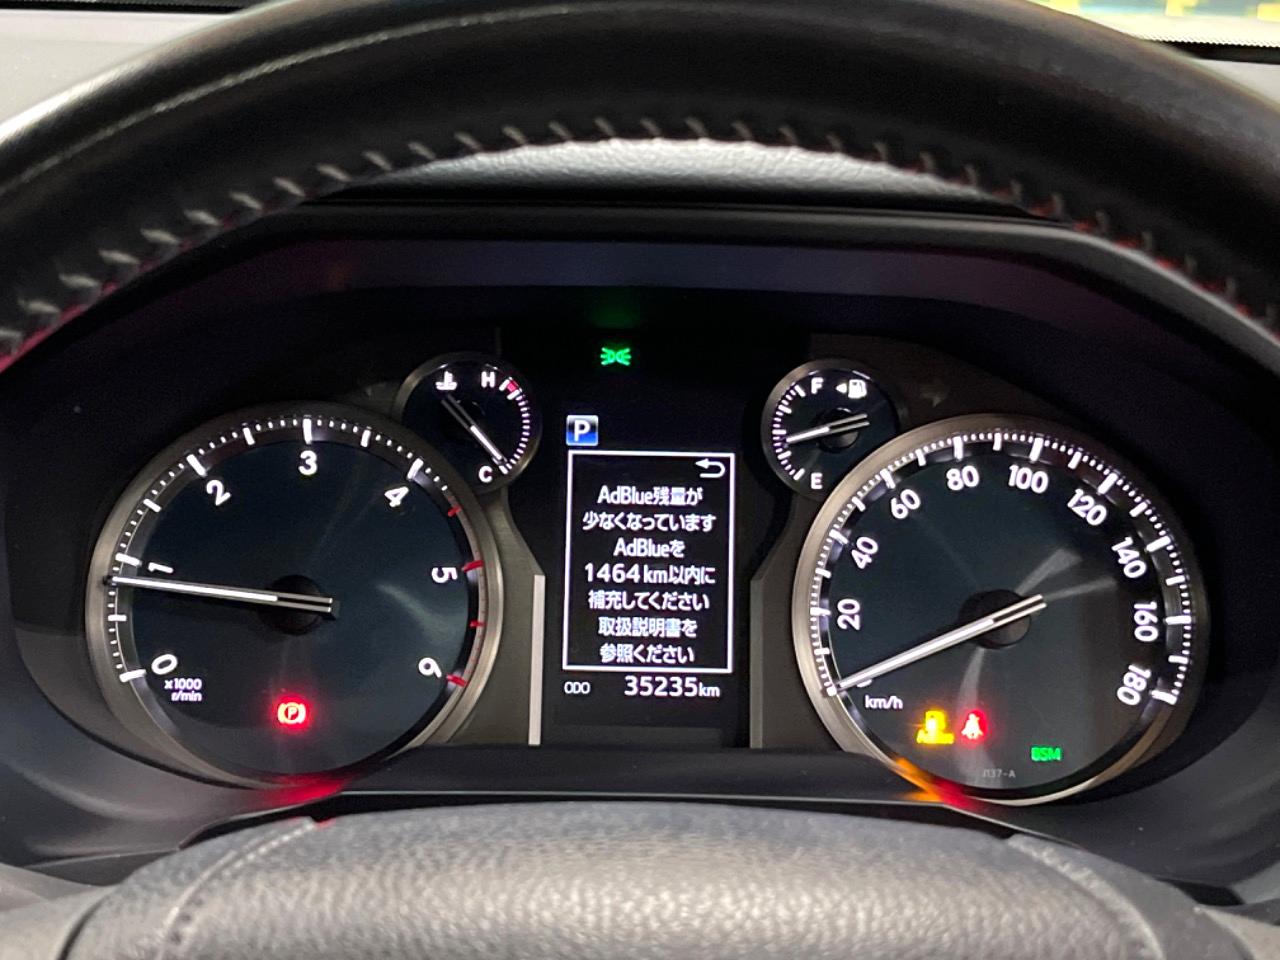 H
C
F
E
P
AdBlue残量が
少なくなっています
AdBlueを
1464km以内に
補充してください
取扱説明書を
参照ください
ODO 35235km
0
1
2
3
4
5
6
x1000
r/min
P
20
40
60
80
100
120
140
160
180
km/h
BSM
J137-A